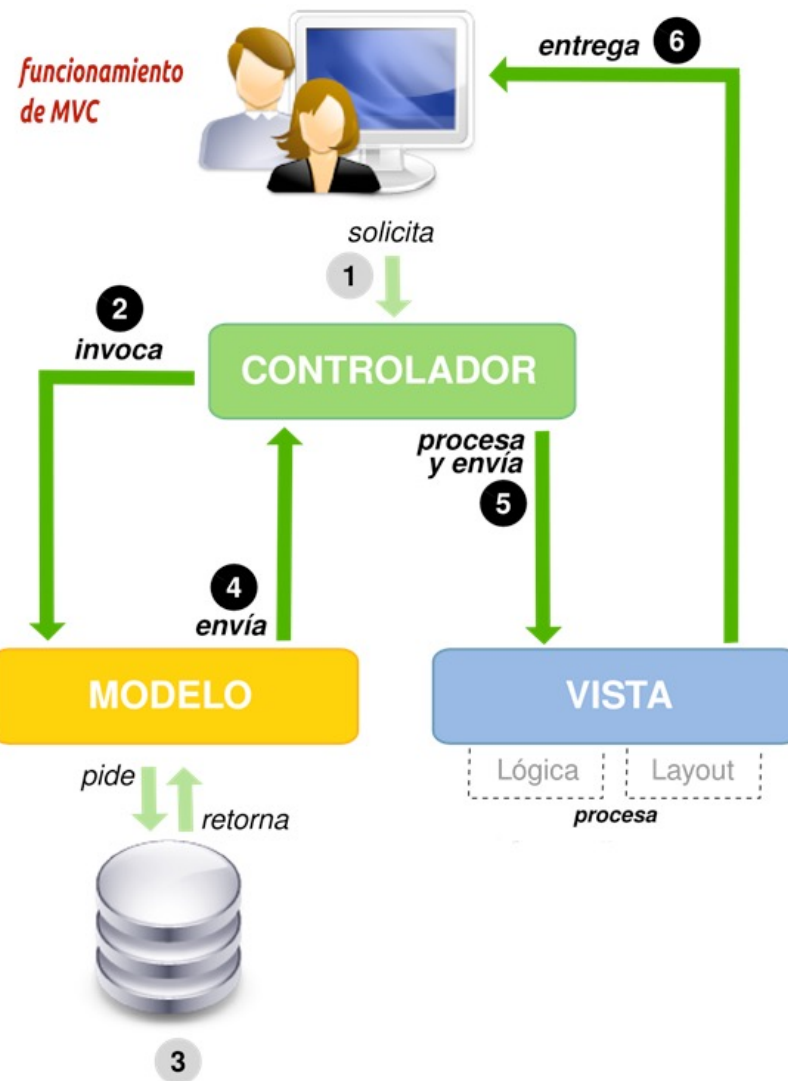 funcionamiento
de MVC
entrega 6
solicita
1
2
invoca
CONTROLADOR
procesa
y envía
5
4
envía
MODELO
VISTA
pide
retorna
Lógica
Layout
procesa
3